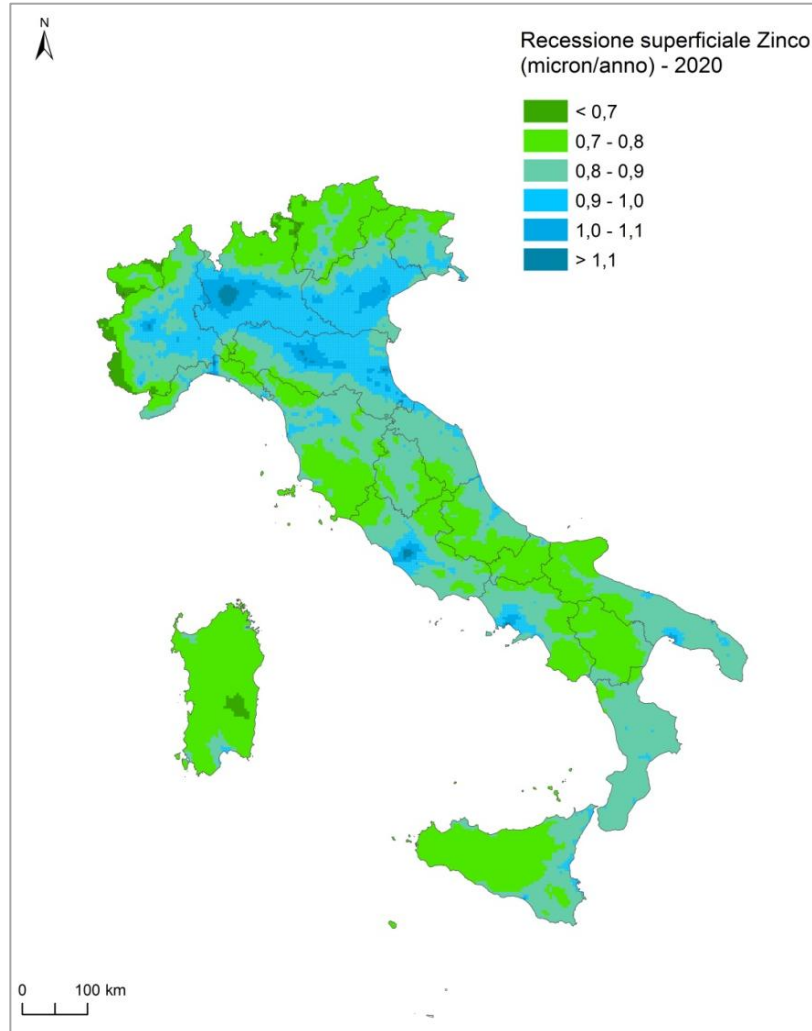 N
Recessione superficiale Zinco
(micron/anno) - 2020
< 0,7
0,7 - 0,8
0,8 - 0,9
0,9 - 1,0
1,0 - 1,1
> 1,1
0 100 km